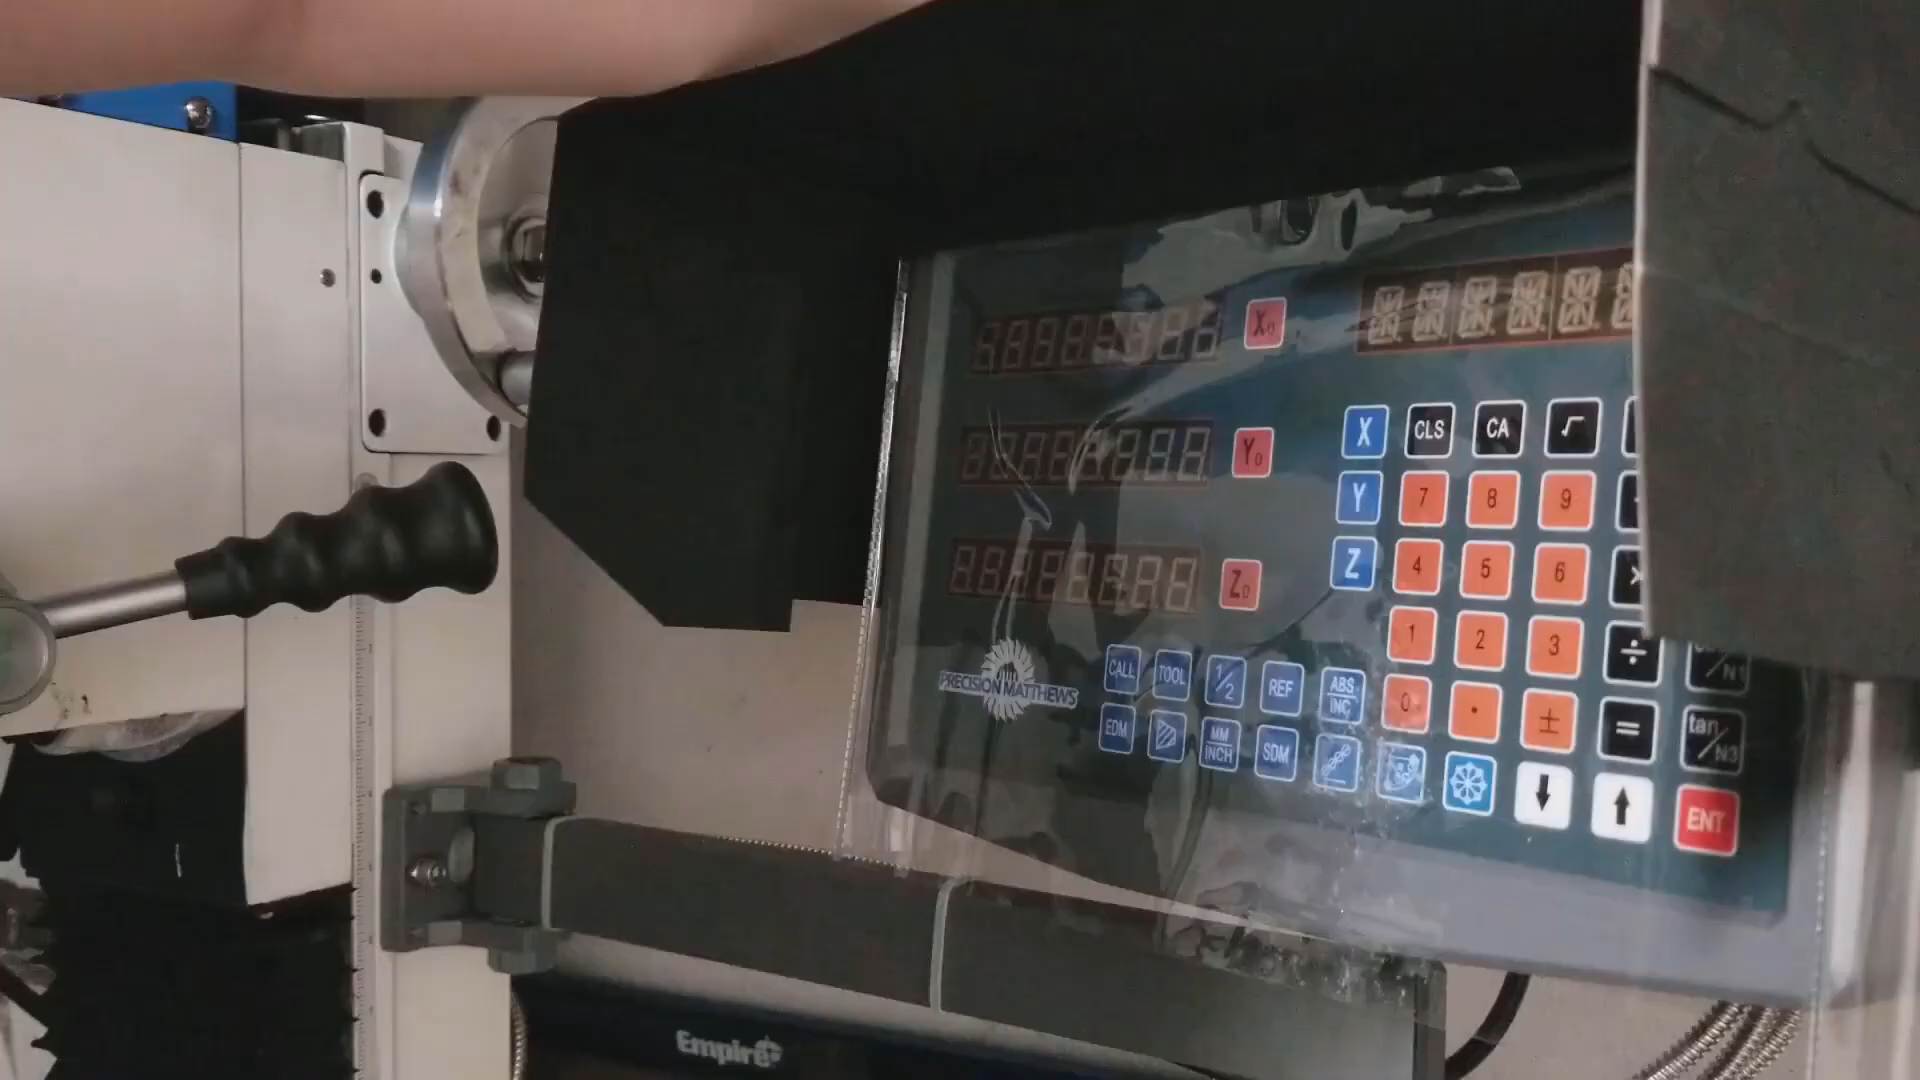 X₀
Y₀
Z₀
X CLS CA √
Y 7 8 9
Z 4 5 6 ×
1 2 3 ÷
0 . ± =
tan/N3
CALL TOOL 1/2 REF ABS/INC
EDM MM/INCH SDM
↓ ↑ ENT
PRECISION MATTHEWS
Empire